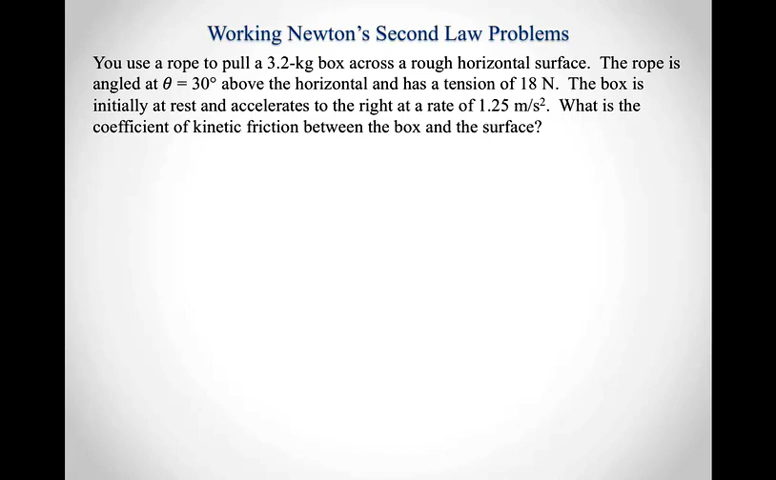 Working Newton's Second Law Problems
You use a rope to pull a 3.2-kg box across a rough horizontal surface.  The rope is
angled at θ = 30° above the horizontal and has a tension of 18 N.  The box is
initially at rest and accelerates to the right at a rate of 1.25 m/s².  What is the
coefficient of kinetic friction between the box and the surface?